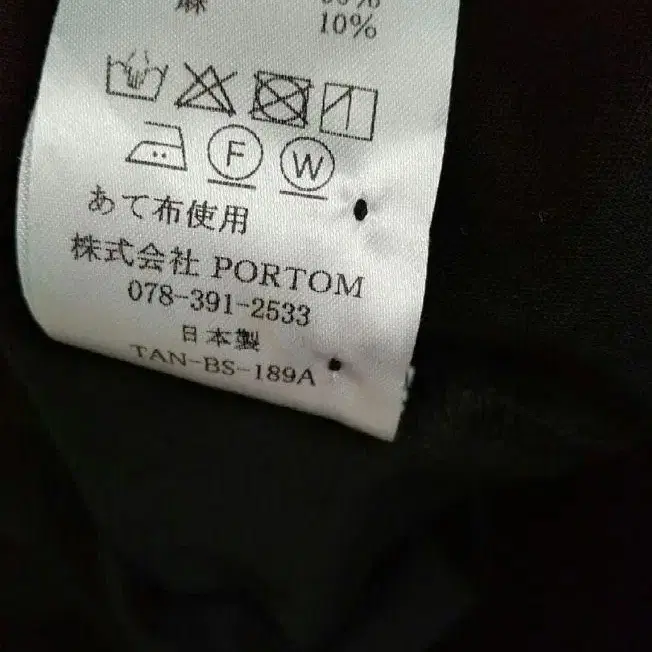 麻 10%
F W
あて布使用
株式会社 PORTOM
078-391-2533
日本製
TAN-BS-189A